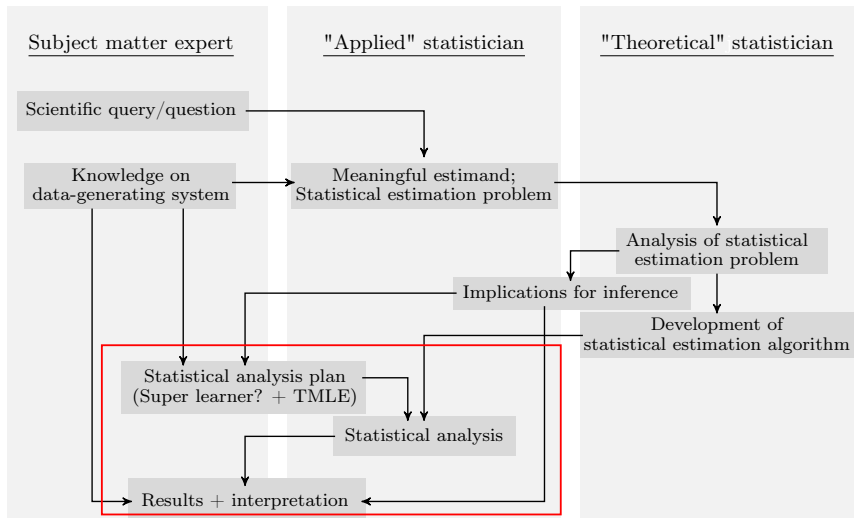 Subject matter expert
"Applied" statistician
"Theoretical" statistician
Scientific query/question
Knowledge on
data-generating system
Meaningful estimand;
Statistical estimation problem
Analysis of statistical
estimation problem
Implications for inference
Development of
statistical estimation algorithm
Statistical analysis plan
(Super learner? + TMLE)
Statistical analysis
Results + interpretation